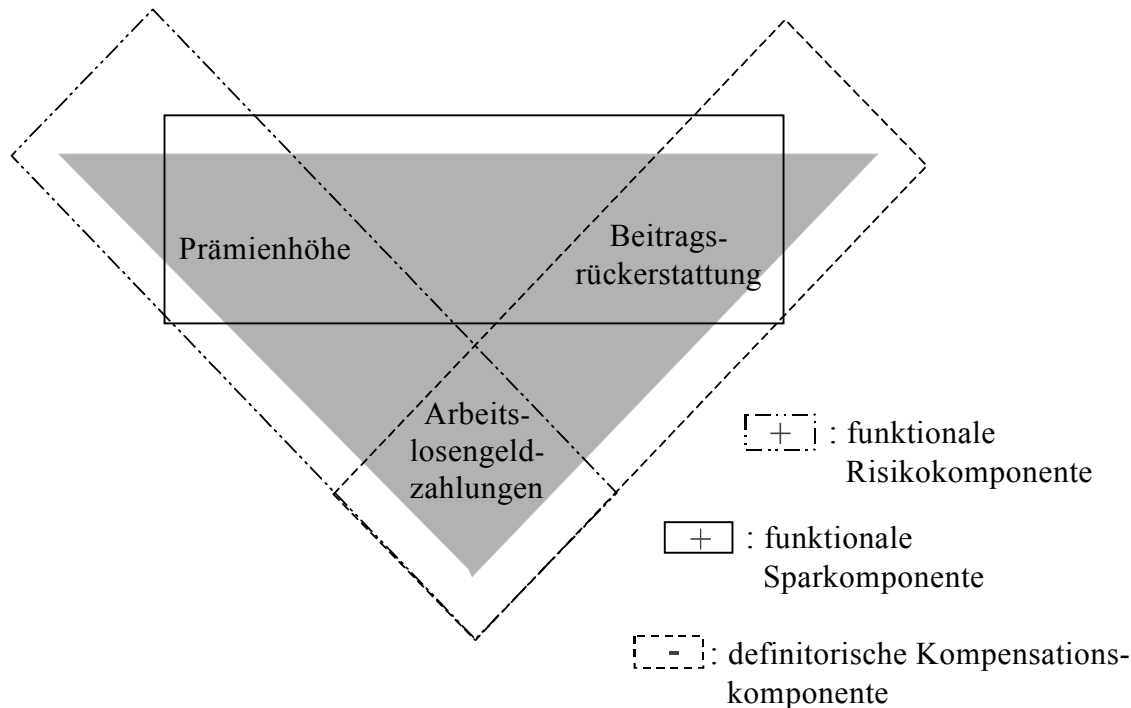 Prämienhöhe
Beitrags-
rückerstattung
Arbeits-
losengeld-
zahlungen
+ : funktionale
Risikokomponente
+ : funktionale
Sparkomponente
- : definitorische Kompensations-
komponente